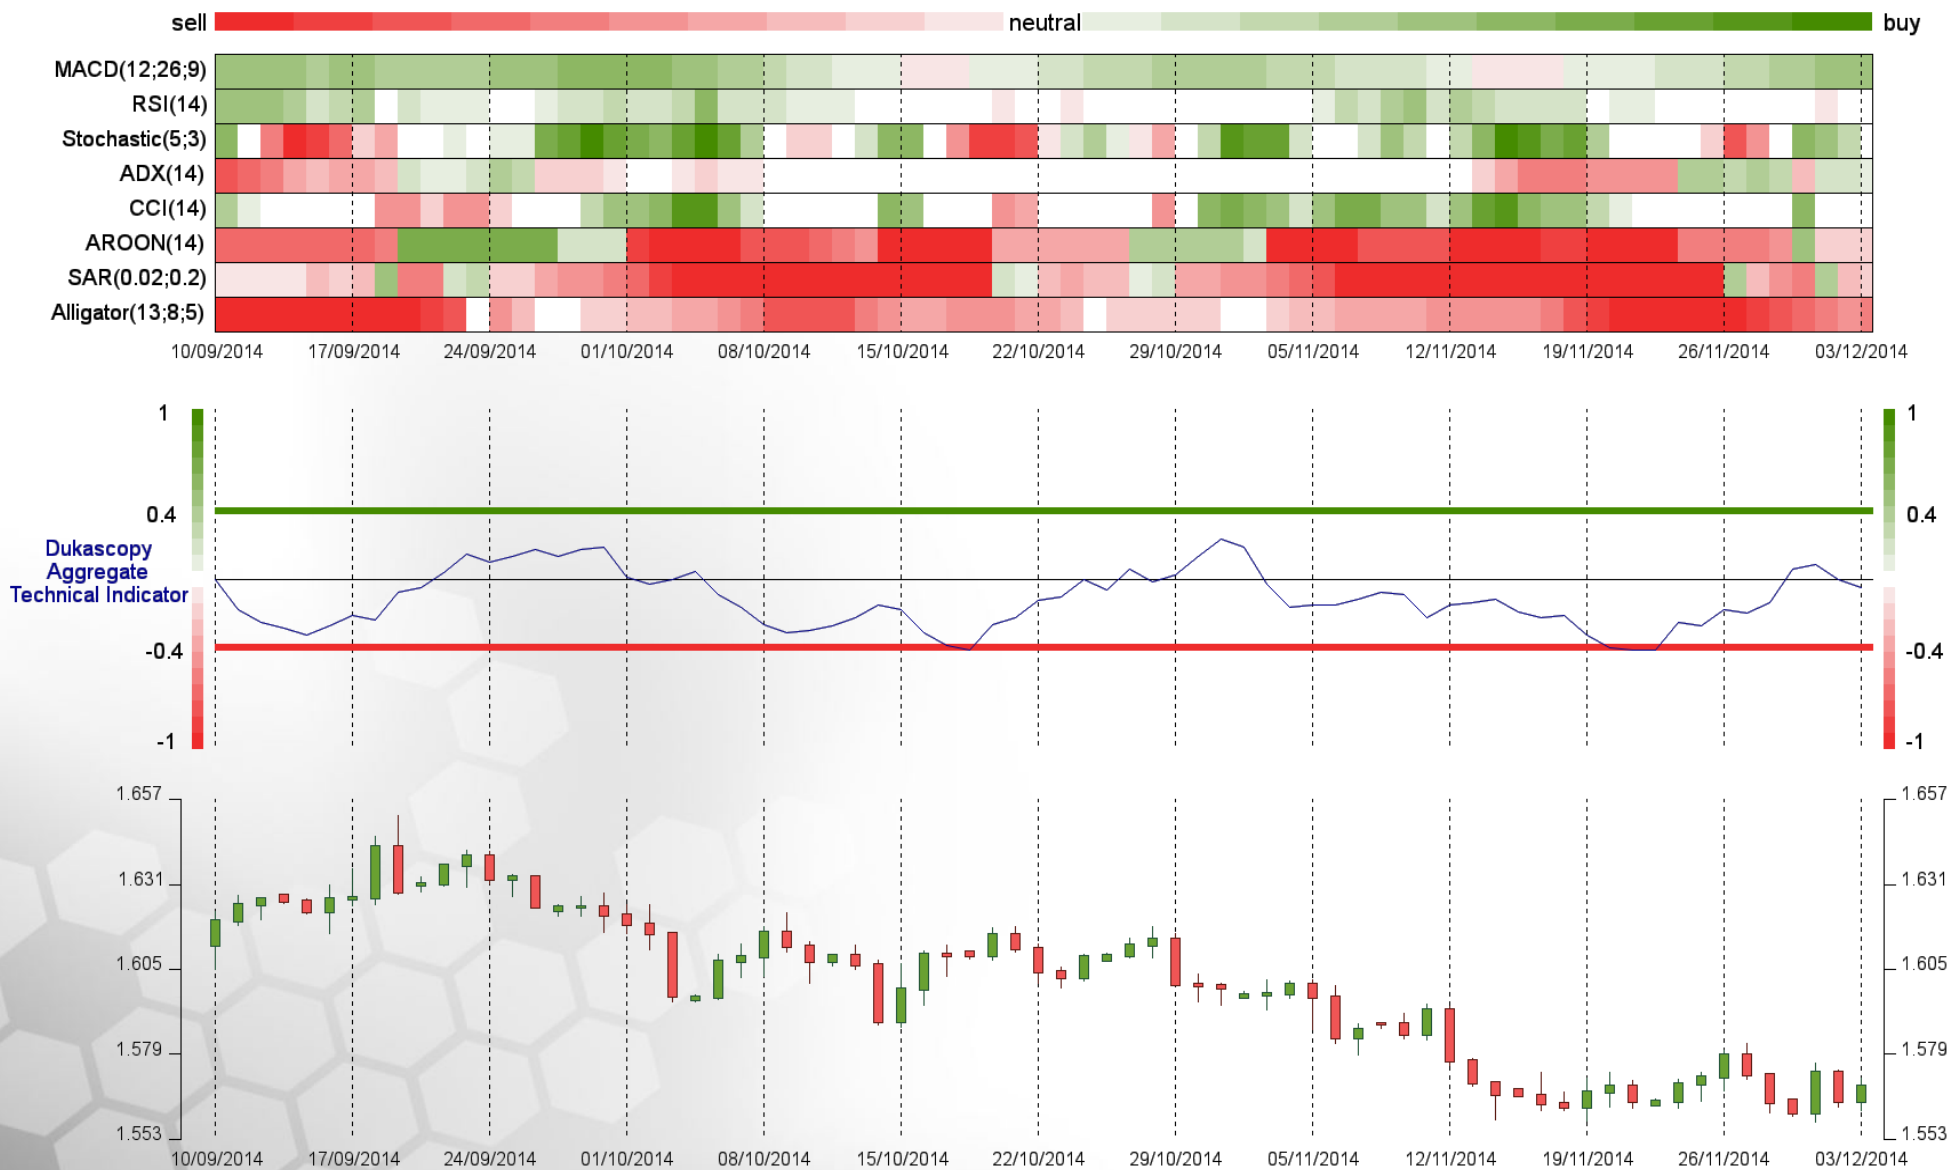 sell neutral buy
MACD(12;26;9)
RSI(14)
Stochastic(5;3)
ADX(14)
CCI(14)
AROON(14)
SAR(0.02;0.2)
Alligator(13;8;5)
10/09/2014 17/09/2014 24/09/2014 01/10/2014 08/10/2014 15/10/2014 22/10/2014 29/10/2014 05/11/2014 12/11/2014 19/11/2014 26/11/2014 03/12/2014
1 1
0.4 0.4
Dukascopy
Aggregate
Technical Indicator
-0.4 -0.4
-1 -1
1.657 1.657
1.631 1.631
1.605 1.605
1.579 1.579
1.553 1.553
10/09/2014 17/09/2014 24/09/2014 01/10/2014 08/10/2014 15/10/2014 22/10/2014 29/10/2014 05/11/2014 12/11/2014 19/11/2014 26/11/2014 03/12/2014